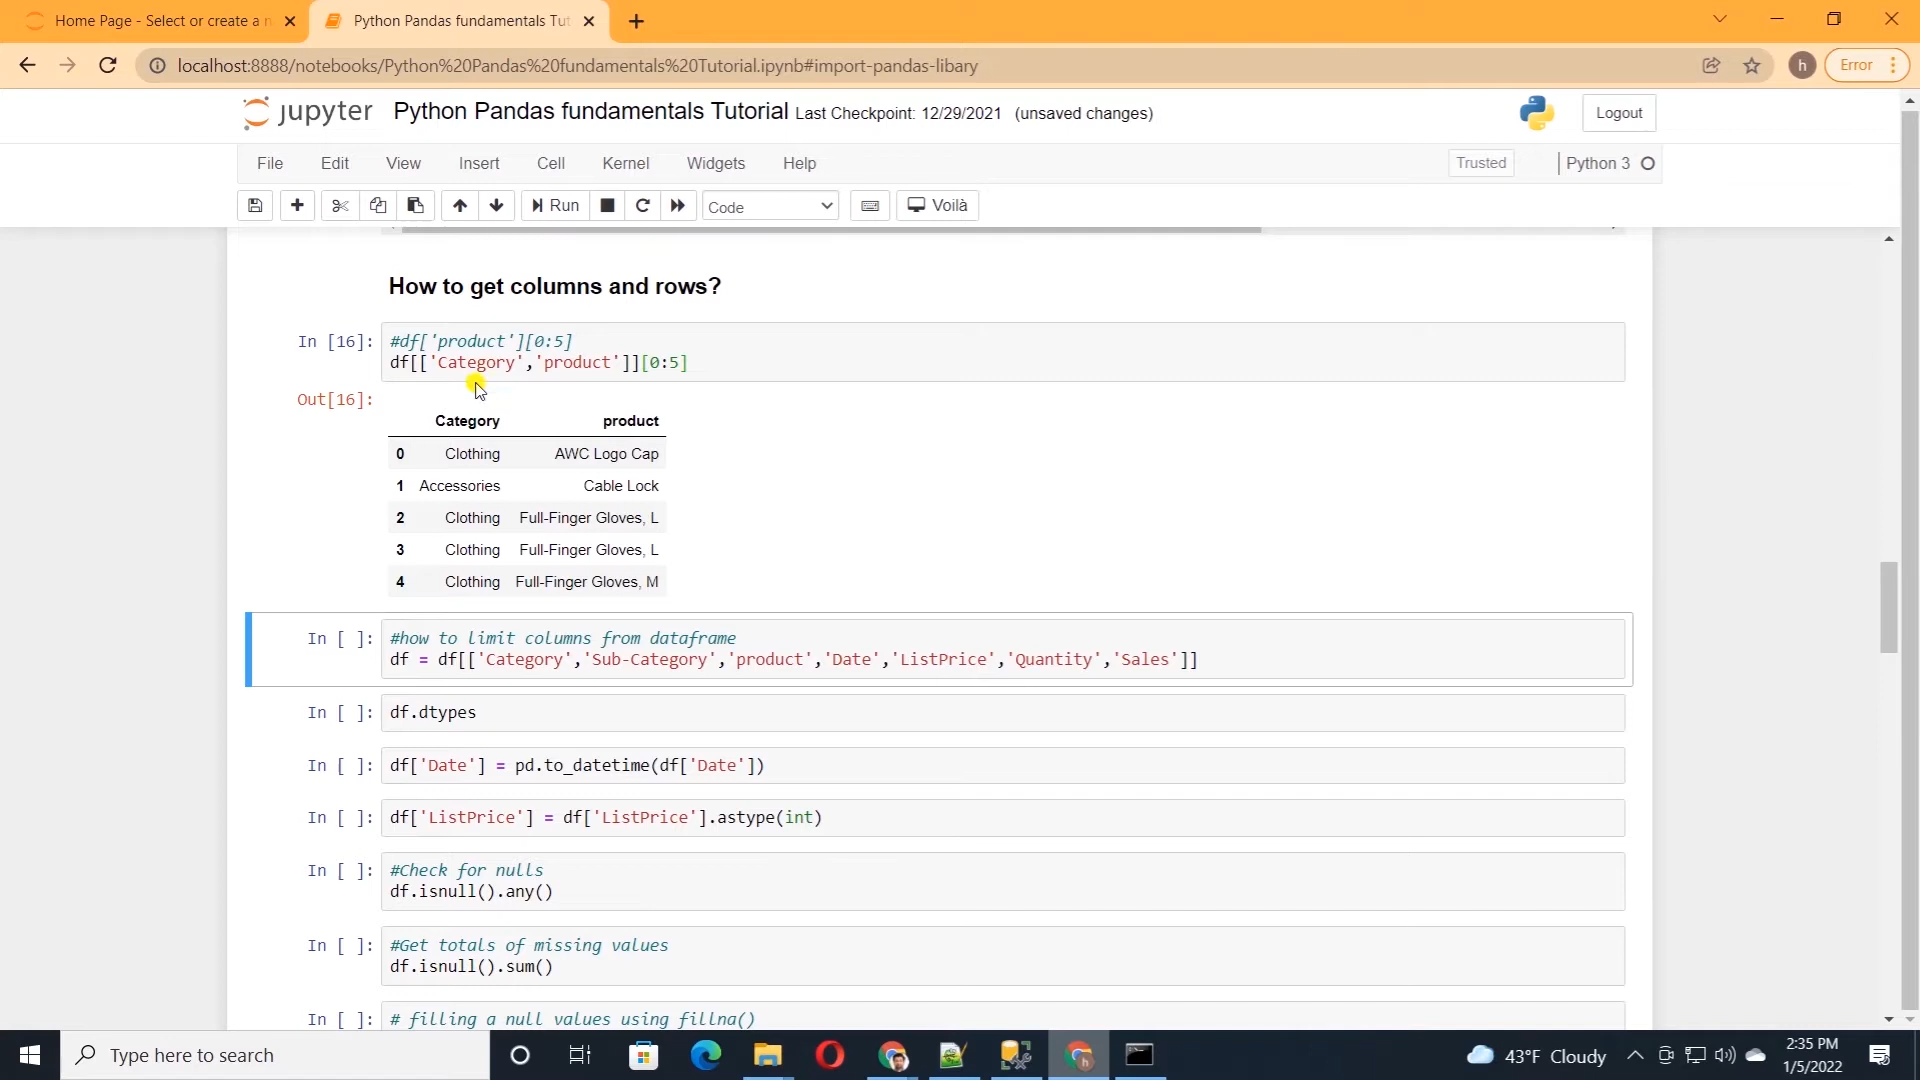 Home Page - Select or create a n
Python Pandas fundamentals Tut
localhost:8888/notebooks/Python%20Pandas%20fundamentals%20Tutorial.ipynb#import-pandas-libary
h
Error
jupyter Python Pandas fundamentals Tutorial Last Checkpoint: 12/29/2021 (unsaved changes)
Logout
File Edit View Insert Cell Kernel Widgets Help
Trusted
Python 3
Run
Code
Voilà
How to get columns and rows?
In [16]: #df['product'][0:5]
df[['Category','product']][0:5]
Out[16]:
Category product
0 Clothing AWC Logo Cap
1 Accessories Cable Lock
2 Clothing Full-Finger Gloves, L
3 Clothing Full-Finger Gloves, L
4 Clothing Full-Finger Gloves, M
In [ ]: #how to limit columns from dataframe
df = df[['Category','Sub-Category','product','Date','ListPrice','Quantity','Sales']]
In [ ]: df.dtypes
In [ ]: df['Date'] = pd.to_datetime(df['Date'])
In [ ]: df['ListPrice'] = df['ListPrice'].astype(int)
In [ ]: #Check for nulls
df.isnull().any()
In [ ]: #Get totals of missing values
df.isnull().sum()
In [ ]: # filling a null values using fillna()
Type here to search
43°F Cloudy
2:35 PM
1/5/2022